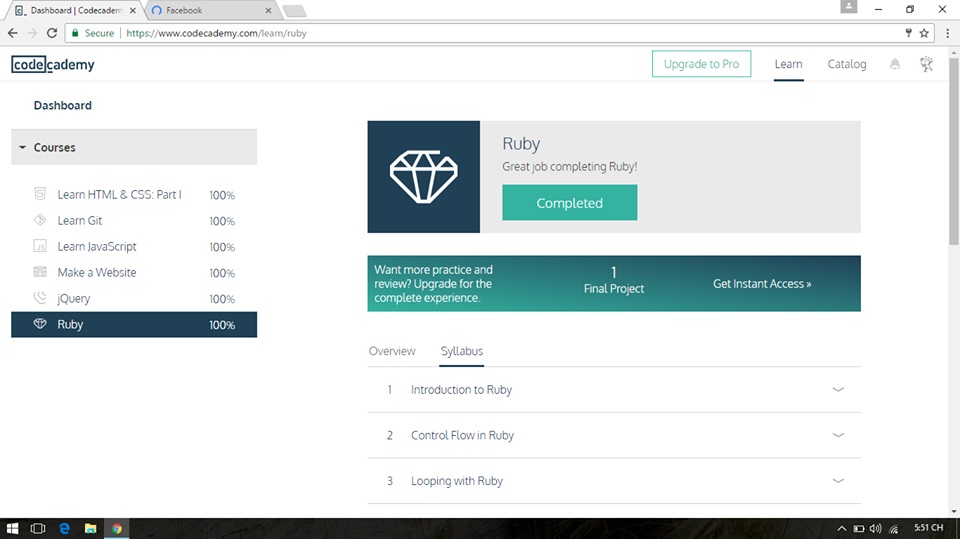 Dashboard | Codecadem
Facebook
Secure
https://www.codecademy.com/learn/ruby
codecademy
Upgrade to Pro
Learn
Catalog
Dashboard
Courses
Learn HTML & CSS: Part I 100%
Learn Git 100%
JS
Learn JavaScript 100%
Make a Website 100%
jQuery 100%
Ruby 100%
Ruby
Great job completing Ruby!
Completed
Want more practice and
review? Upgrade for the
complete experience.
1
Final Project
Get Instant Access »
Overview
Syllabus
1 Introduction to Ruby
2 Control Flow in Ruby
3 Looping with Ruby
5:51 CH